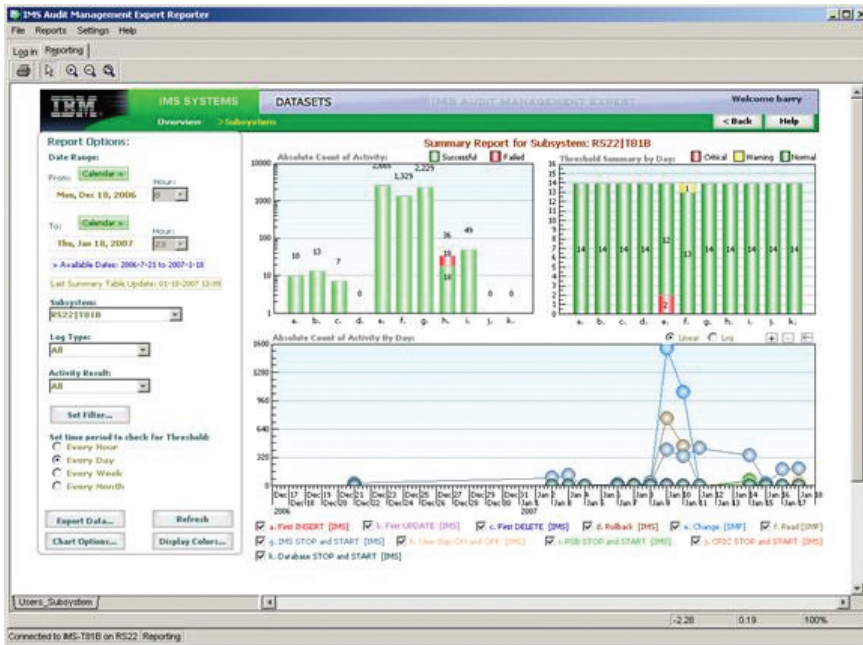 IMS Audit Management Expert Reporter
File Reports Settings Help
Log in Reporting
IBM
IMS SYSTEMS DATASETS IMS AUDIT MANAGEMENT EXPERT Welcome barry
Overview >Subsystem < Back Help
Report Options:
Date Range:
From: Calendar » Hour:
Mon, Dec 18, 2006 0
To: Calendar » Hour:
Thu, Jan 18, 2007 23
» Available Dates: 2006-7-21 to 2007-1-18
Last Summary Table Update: 01-18-2007 13:09
Subsystem:
RS22|T81B
Log Type:
All
Activity Result:
All
Set Filter...
Set time period to check for Threshold:
Every Hour
Every Day
Every Week
Every Month
Export Data... Refresh
Chart Options... Display Colors...
Summary Report for Subsystem: RS22|T81B
Absolute Count of Activity: Successful Failed
10000
1000
100
10
1
10 13 7 0 2,665 1,329 2,229 36 18 18 49 0 0
a. b. c. d. e. f. g. h. i. j. k.
Threshold Summary by Day: Critical Warning Normal
16
15
14
13
12
11
10
9
8
7
6
5
4
3
2
1
0
14 14 14 14 12 2 1 13 14 14 14 14 14
a. b. c. d. e. f. g. h. i. j. k.
Absolute Count of Activity By Day: Linear Log
1600
1280
960
640
320
0
Dec 17 Dec 19 Dec 21 Dec 23 Dec 25 Dec 27 Dec 29 Dec 31 Jan 2 Jan 4 Jan 6 Jan 8 Jan 10 Jan 12 Jan 14 Jan 16 Jan 18
Dec 18 Dec 20 Dec 22 Dec 24 Dec 26 Dec 28 Dec 30 Jan 1 Jan 3 Jan 5 Jan 7 Jan 9 Jan 11 Jan 13 Jan 15 Jan 17
2006 2007
a. First INSERT [IMS] b. First UPDATE [IMS] c. First DELETE [IMS] d. Rollback [IMS] e. Change [SMF] f. Read [SMF]
g. IMS STOP and START [IMS] h. User Sign ON and OFF [IMS] i. PSB STOP and START [IMS] j. CPIC STOP and START [IMS]
k. Database STOP and START [IMS]
Users_Subsystem
-2.28 0.19 100%
Connected to IMS-T81B on RS22 Reporting